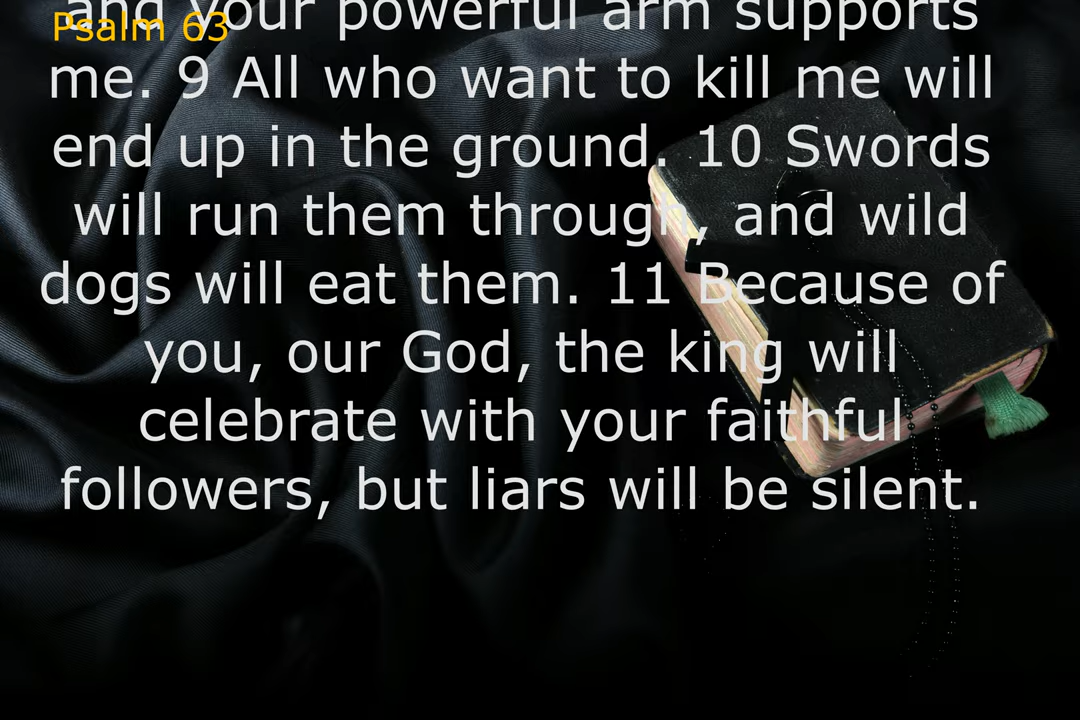 and your powerful arm supports
Psalm 63
me. 9 All who want to kill me will
end up in the ground. 10 Swords
will run them through, and wild
dogs will eat them. 11 Because of
you, our God, the king will
celebrate with your faithful
followers, but liars will be silent.